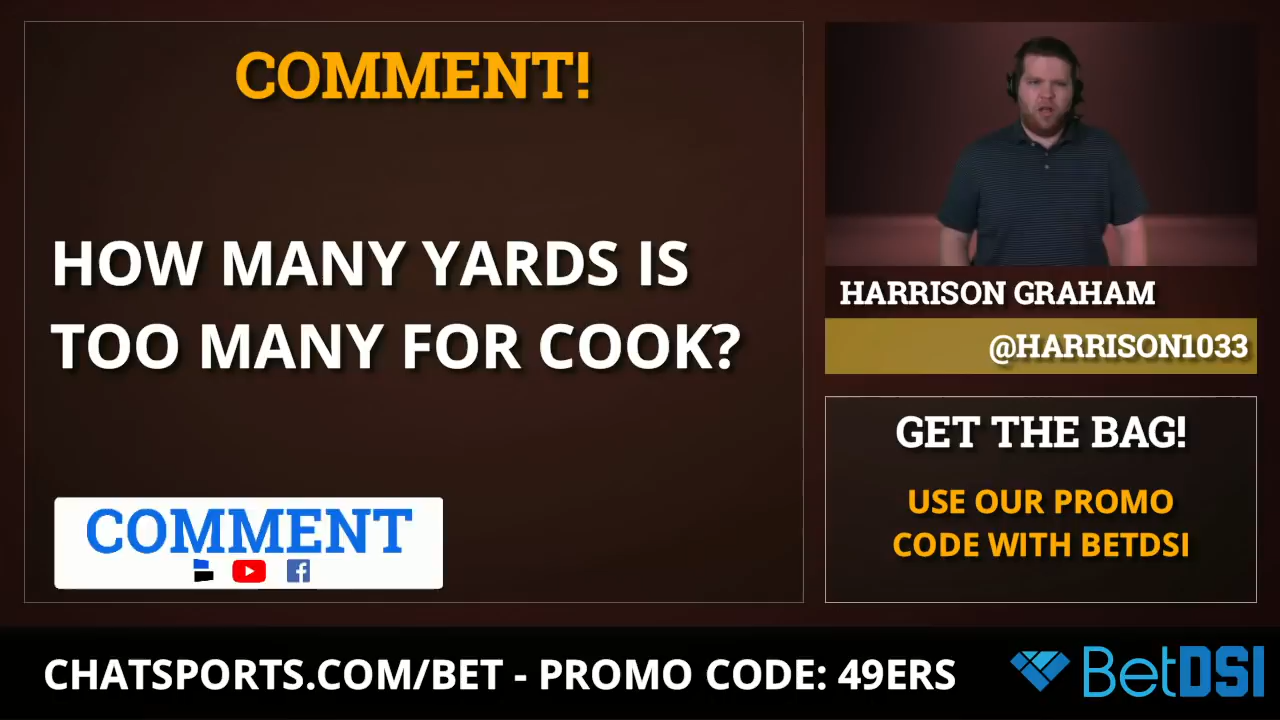 COMMENT!
HOW MANY YARDS IS
TOO MANY FOR COOK?
COMMENT
HARRISON GRAHAM
@HARRISON1033
GET THE BAG!
USE OUR PROMO
CODE WITH BETDSI
CHATSPORTS.COM/BET - PROMO CODE: 49ERS
BetDSI